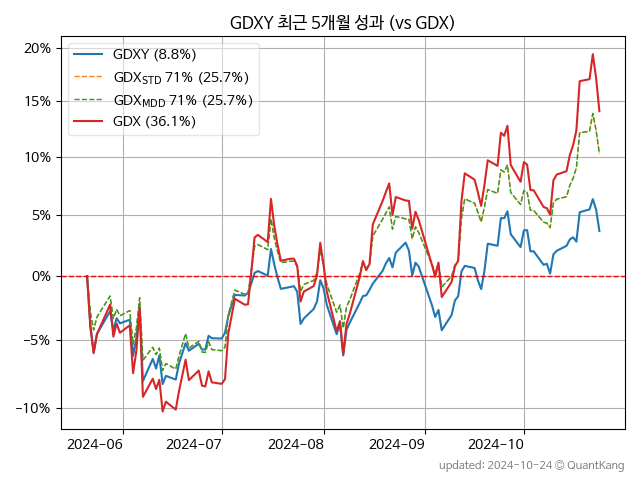 GDXY 최근 5개월 성과 (vs GDX)
GDXY (8.8%)
GDX_STD 71% (25.7%)
GDX_MDD 71% (25.7%)
GDX (36.1%)
20%
15%
10%
5%
0%
−5%
−10%
2024-06
2024-07
2024-08
2024-09
2024-10
updated: 2024-10-24 © QuantKang